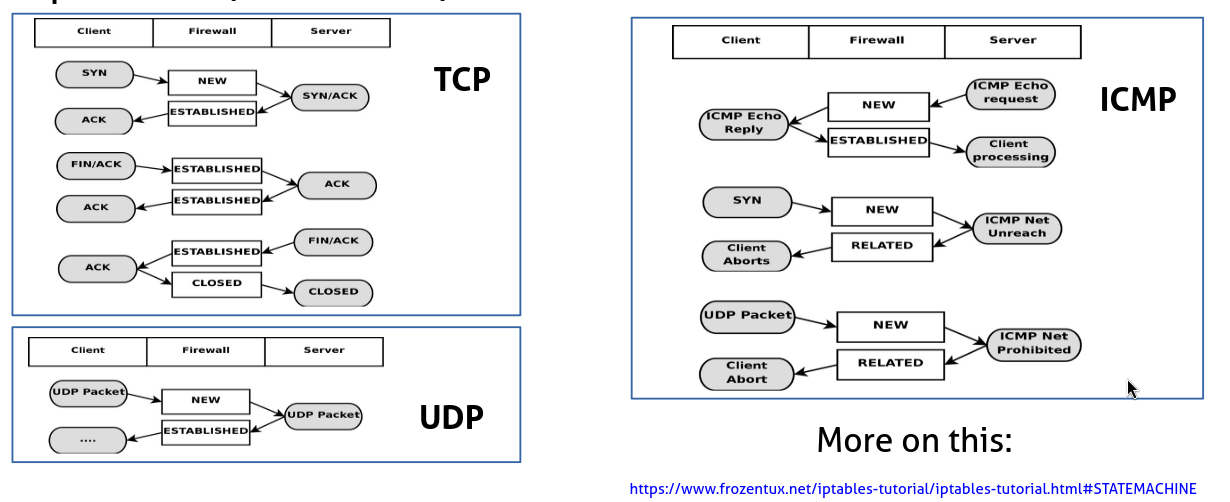 Client Firewall Server
TCP
SYN
NEW
SYN/ACK
ESTABLISHED
ACK
FIN/ACK
ESTABLISHED
ACK
ESTABLISHED
ACK
FIN/ACK
ESTABLISHED
ACK
CLOSED
CLOSED
Client Firewall Server
UDP
UDP Packet
NEW
UDP Packet
ESTABLISHED
....
Client Firewall Server
ICMP
ICMP Echo
request
NEW
ICMP Echo
Reply
ESTABLISHED
Client
processing
SYN
NEW
ICMP Net
Unreach
RELATED
Client
Aborts
UDP Packet
NEW
ICMP Net
Prohibited
RELATED
Client
Abort
More on this:
https://www.frozentux.net/iptables-tutorial/iptables-tutorial.html#STATEMACHINE